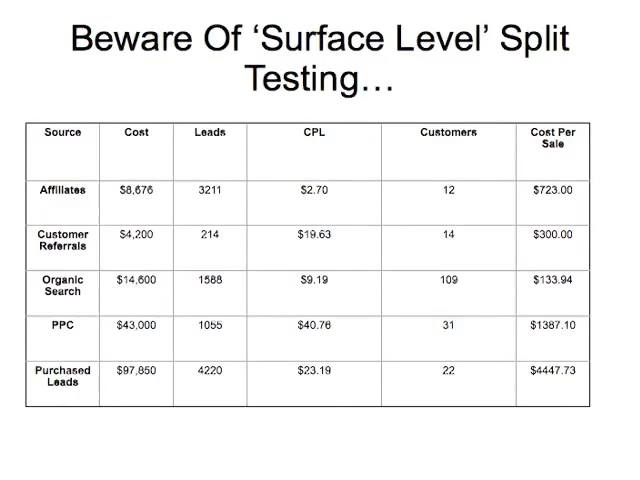 Beware Of ‘Surface Level’ Split
Testing…
Source Cost Leads CPL Customers Cost Per Sale
Affiliates $8,676 3211 $2.70 12 $723.00
Customer Referrals $4,200 214 $19.63 14 $300.00
Organic Search $14,600 1588 $9.19 109 $133.94
PPC $43,000 1055 $40.76 31 $1387.10
Purchased Leads $97,850 4220 $23.19 22 $4447.73